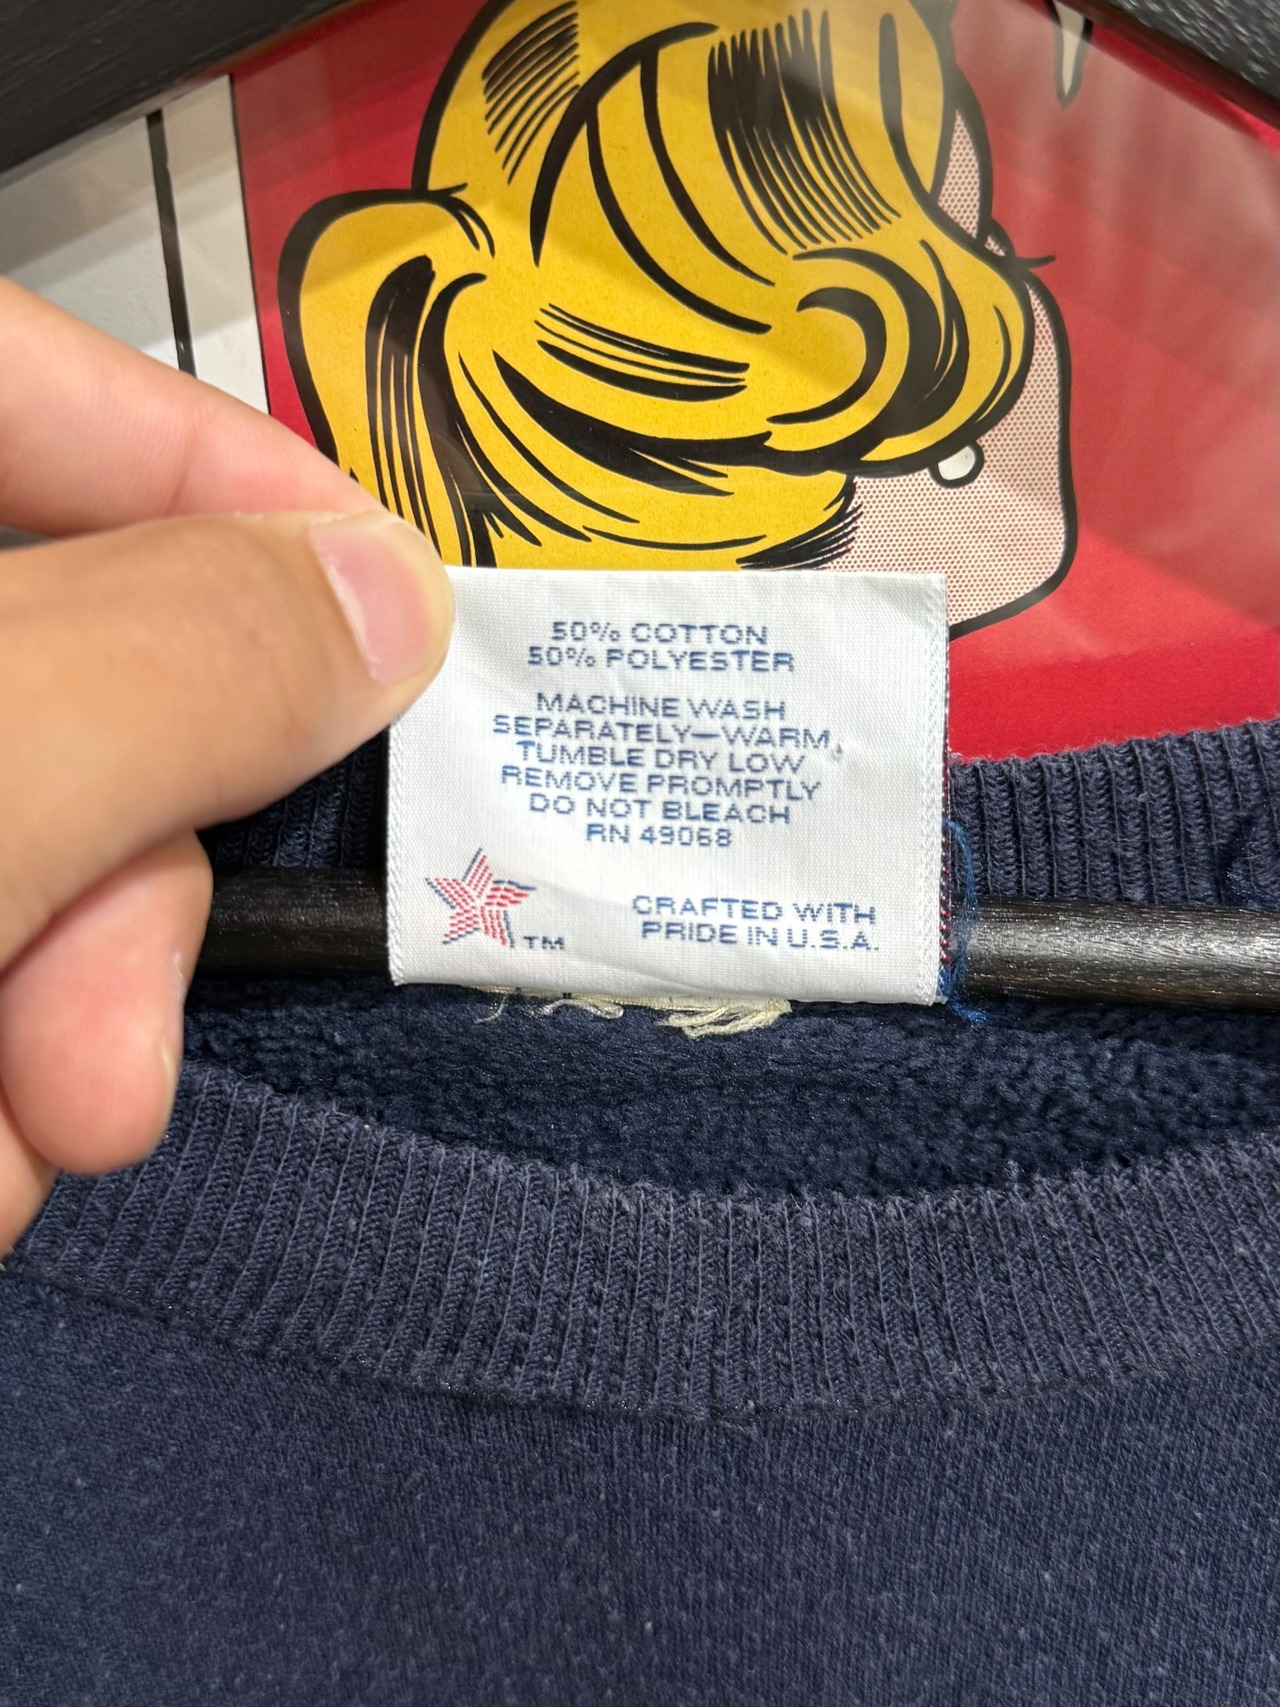 50% COTTON
50% POLYESTER
MACHINE WASH
SEPARATELY—WARM
TUMBLE DRY LOW
REMOVE PROMPTLY
DO NOT BLEACH
RN 49068
TM
CRAFTED WITH
PRIDE IN U.S.A.